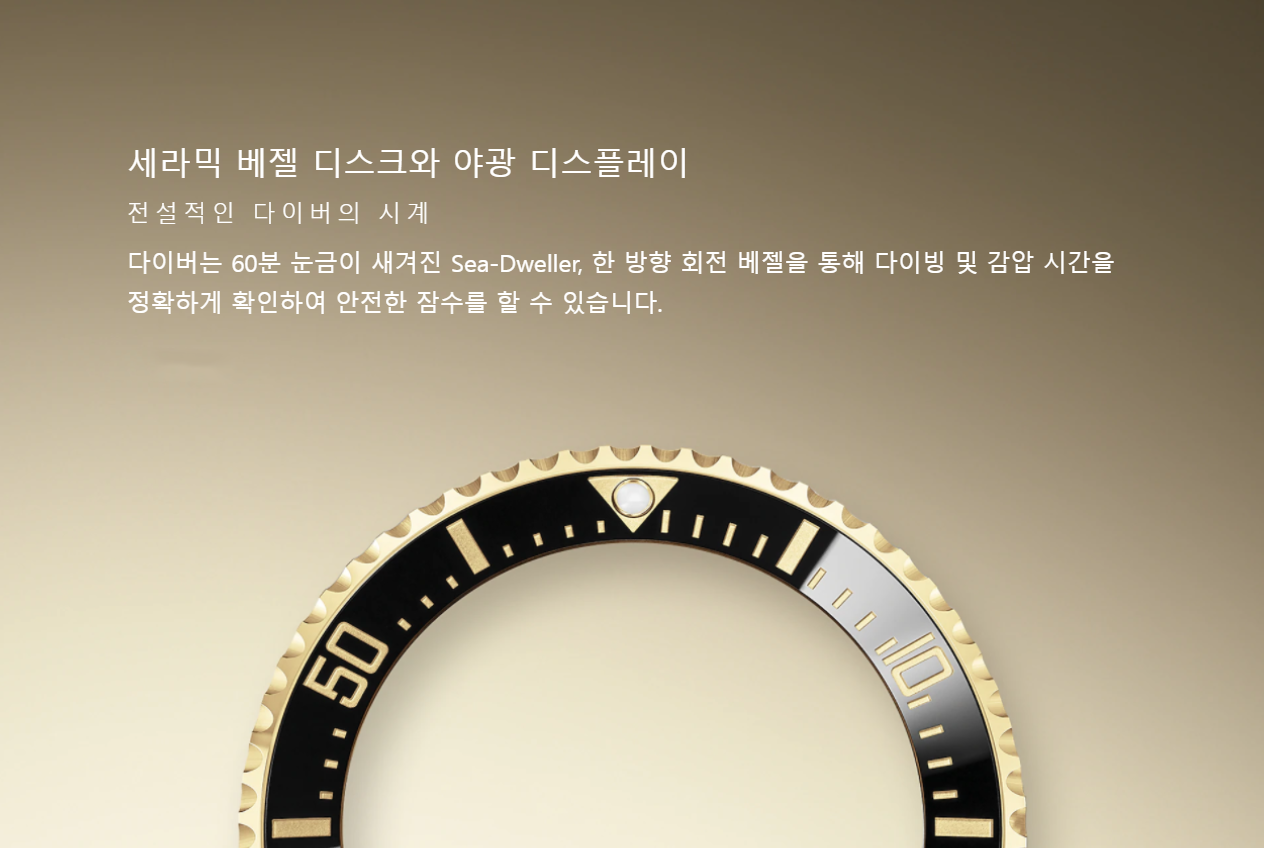 세라믹 베젤 디스크와 야광 디스플레이
전설적인 다이버의 시계
다이버는 60분 눈금이 새겨진 Sea-Dweller, 한 방향 회전 베젤을 통해 다이빙 및 감압 시간을
정확하게 확인하여 안전한 잠수를 할 수 있습니다.
50
10